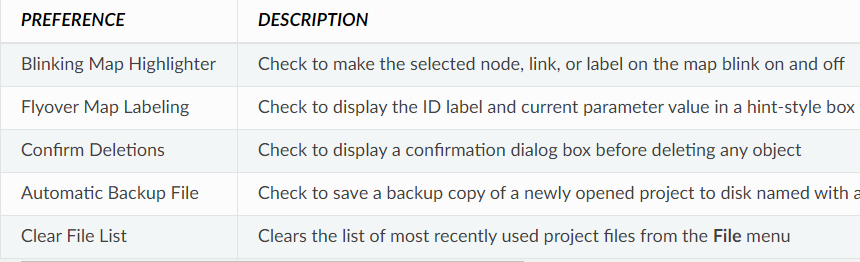 PREFERENCE DESCRIPTION
Blinking Map Highlighter Check to make the selected node, link, or label on the map blink on and off
Flyover Map Labeling Check to display the ID label and current parameter value in a hint-style box
Confirm Deletions Check to display a confirmation dialog box before deleting any object
Automatic Backup File Check to save a backup copy of a newly opened project to disk named with a
Clear File List Clears the list of most recently used project files from the File menu